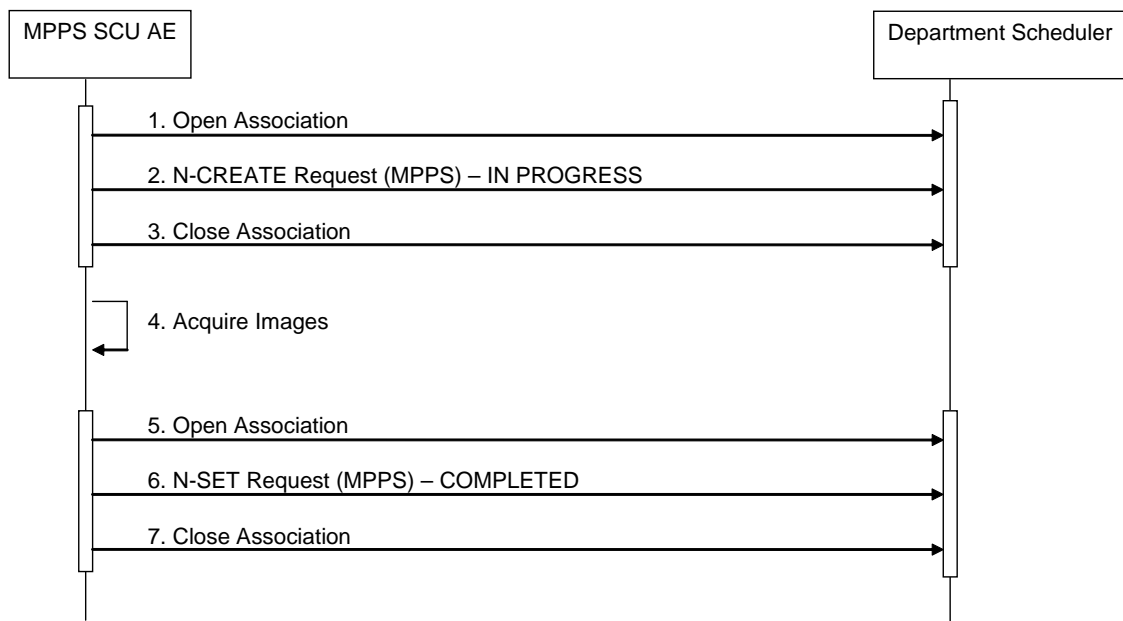 MPPS SCU AE
Department Scheduler
1. Open Association
2. N-CREATE Request (MPPS) – IN PROGRESS
3. Close Association
4. Acquire Images
5. Open Association
6. N-SET Request (MPPS) – COMPLETED
7. Close Association